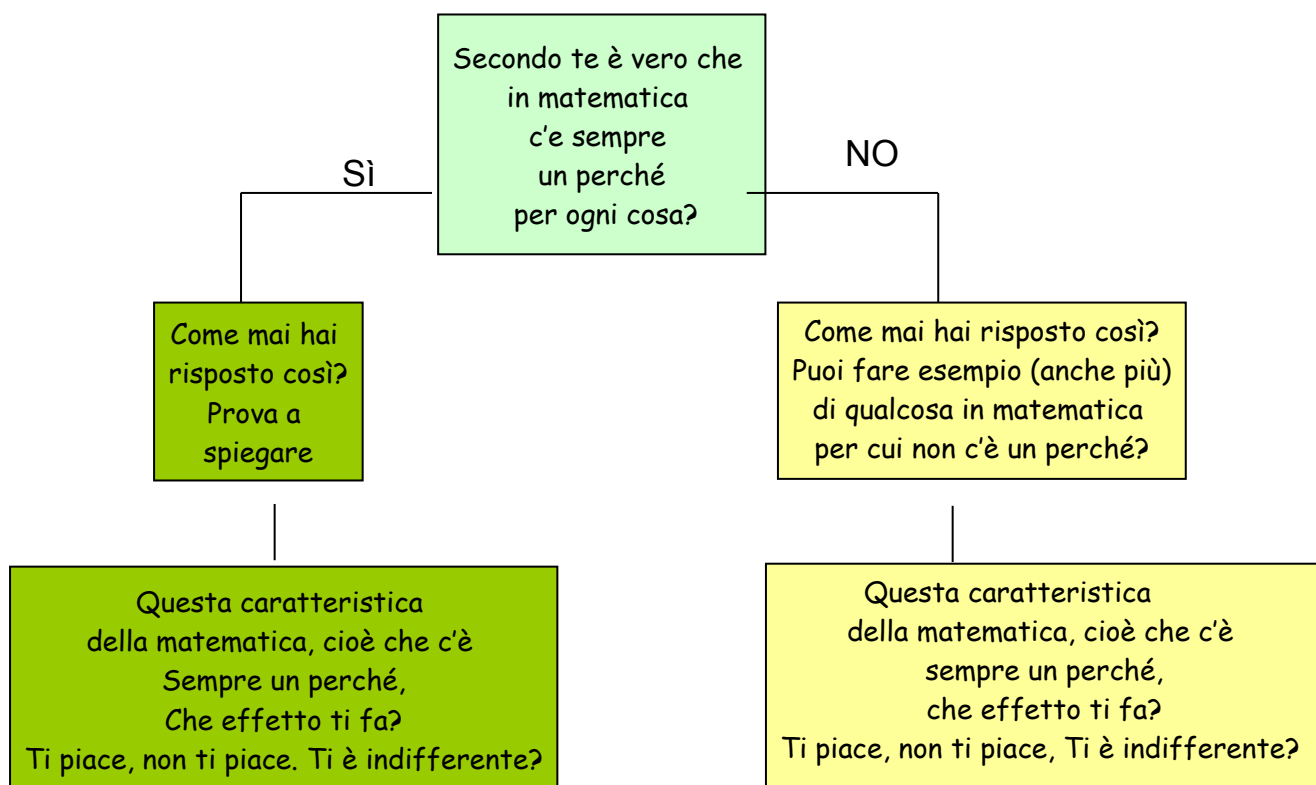 Secondo te è vero che
in matematica
c'e sempre
un perché
per ogni cosa?
Sì
NO
Come mai hai
risposto così?
Prova a
spiegare
Come mai hai risposto così?
Puoi fare esempio (anche più)
di qualcosa in matematica
per cui non c'è un perché?
Questa caratteristica
della matematica, cioè che c'è
Sempre un perché,
Che effetto ti fa?
Ti piace, non ti piace. Ti è indifferente?
Questa caratteristica
della matematica, cioè che c'è
sempre un perché,
che effetto ti fa?
Ti piace, non ti piace, Ti è indifferente?